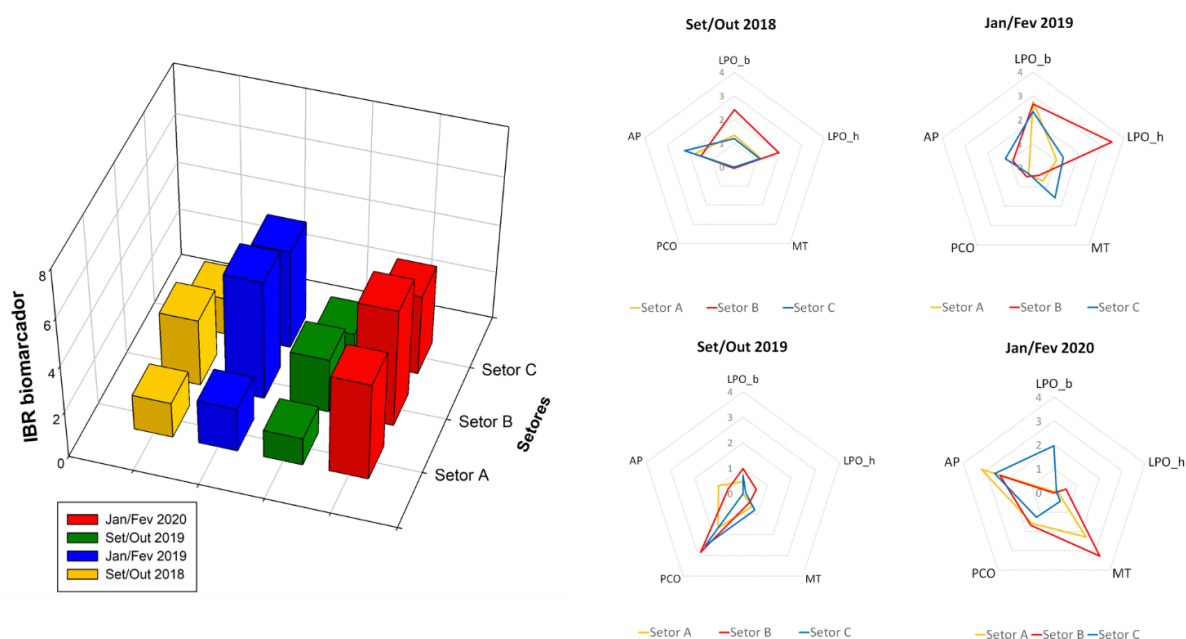 IBR biomarcador
8
6
4
2
0
Setor C
Setor B
Setor A
Setores
Jan/Fev 2020
Set/Out 2019
Jan/Fev 2019
Set/Out 2018
Set/Out 2018
LPO_b
4
3
2
1
0
AP
LPO_h
PCO
MT
Setor A Setor B Setor C
Jan/Fev 2019
LPO_b
4
3
2
1
0
AP
LPO_h
PCO
MT
Setor A Setor B Setor C
Set/Out 2019
LPO_b
4
3
2
1
0
AP
LPO_h
PCO
MT
Setor A Setor B Setor C
Jan/Fev 2020
LPO_b
4
3
2
1
0
AP
LPO_h
PCO
MT
Setor A Setor B Setor C